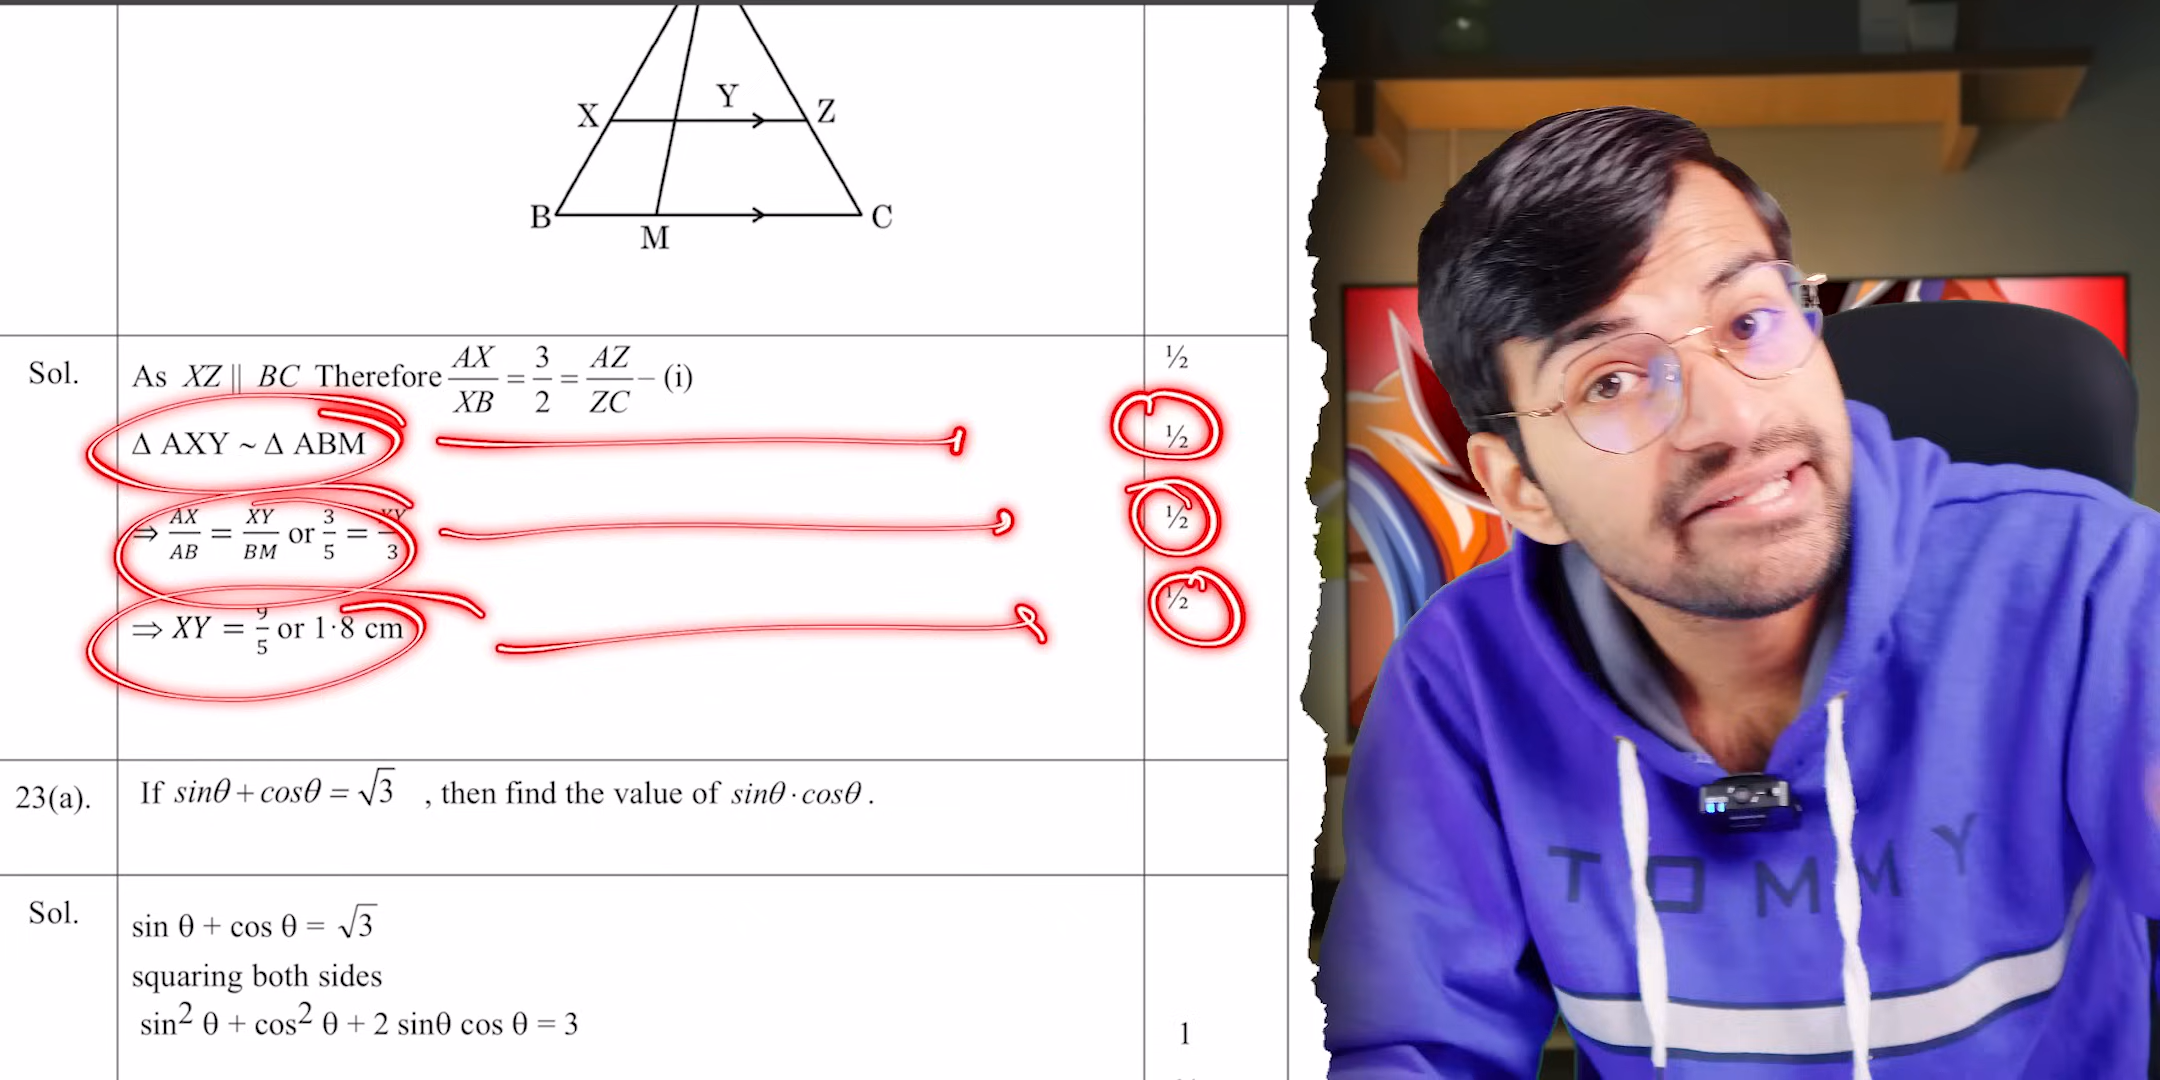 X Y Z
B M C
Sol. As XZ || BC Therefore AX/XB = 3/2 = AZ/ZC – (i) ½
Δ AXY ~ Δ ABM ½
⇒ AX/AB = XY/BM or 3/5 = XY/3 ½
⇒ XY = 9/5 or 1·8 cm ½
23(a). If sinθ + cosθ = √3 , then find the value of sinθ · cosθ .
Sol. sin θ + cos θ = √3
squaring both sides
sin² θ + cos² θ + 2 sinθ cos θ = 3 1
TOMMY